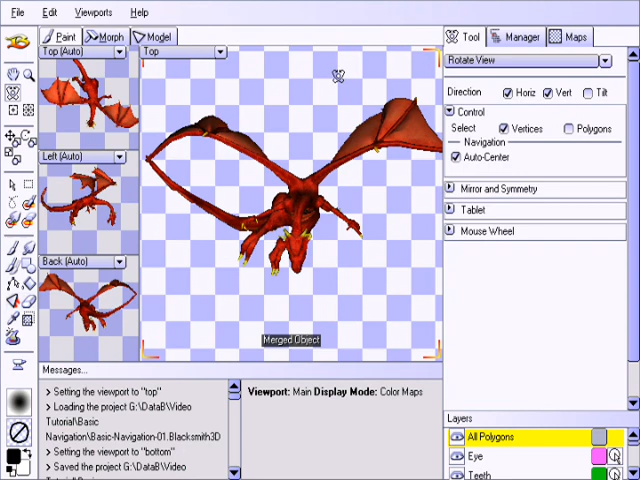 File Edit Viewports Help
Paint Morph Model
Tool Manager Maps
Top (Auto)
Top
Rotate View
Direction Horiz Vert Tilt
Control
Select Vertices Polygons
Navigation
Auto-Center
Left (Auto)
Mirror and Symmetry
Tablet
Mouse Wheel
Back (Auto)
Merged Object
Messages...
> Setting the viewport to "top"
> Loading the project G:\DataB\Video
Tutorial\Basic
Navigation\Basic-Navigation-01.Blacksmith3D
> Setting the viewport to "bottom"
> Saved the project G:\DataB\Video
Tutorial\Basic
Viewport: Main Display Mode: Color Maps
Layers
All Polygons
Eye
Teeth